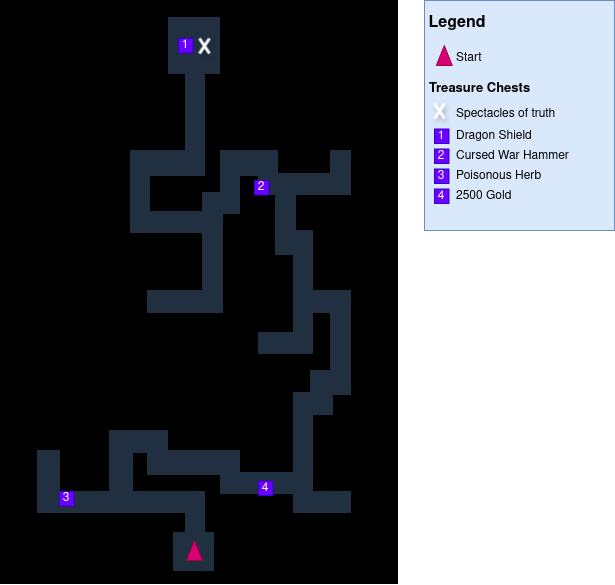 1 X
2
3
4
Legend
Start
Treasure Chests
X Spectacles of truth
1 Dragon Shield
2 Cursed War Hammer
3 Poisonous Herb
4 2500 Gold